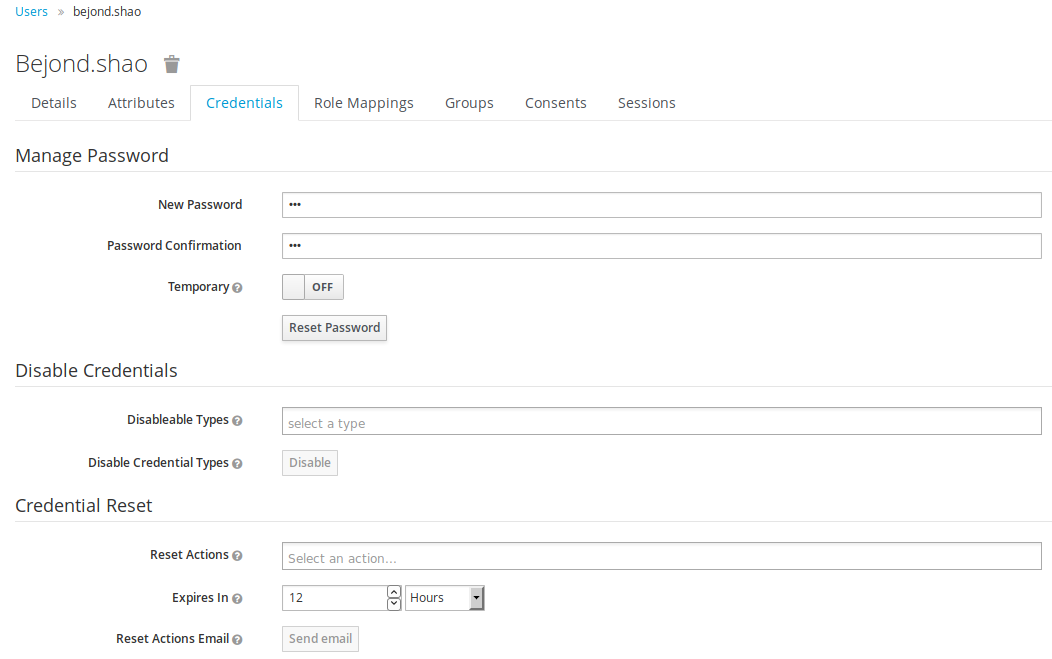 Users » bejond.shao
Bejond.shao
Details Attributes Credentials Role Mappings Groups Consents Sessions
Manage Password
New Password •••
Password Confirmation •••
Temporary OFF
Reset Password
Disable Credentials
Disableable Types select a type
Disable Credential Types Disable
Credential Reset
Reset Actions Select an action...
Expires In 12 Hours
Reset Actions Email Send email